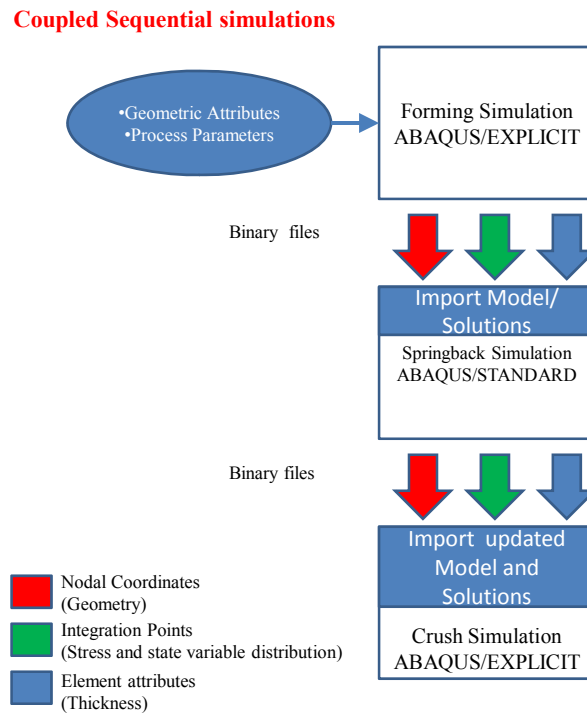 Coupled Sequential simulations
•Geometric Attributes
•Process Parameters
Forming Simulation
ABAQUS/EXPLICIT
Binary files
Import Model/
Solutions
Springback Simulation
ABAQUS/STANDARD
Binary files
Import updated
Model and
Solutions
Crush Simulation
ABAQUS/EXPLICIT
Nodal Coordinates
(Geometry)
Integration Points
(Stress and state variable distribution)
Element attributes
(Thickness)